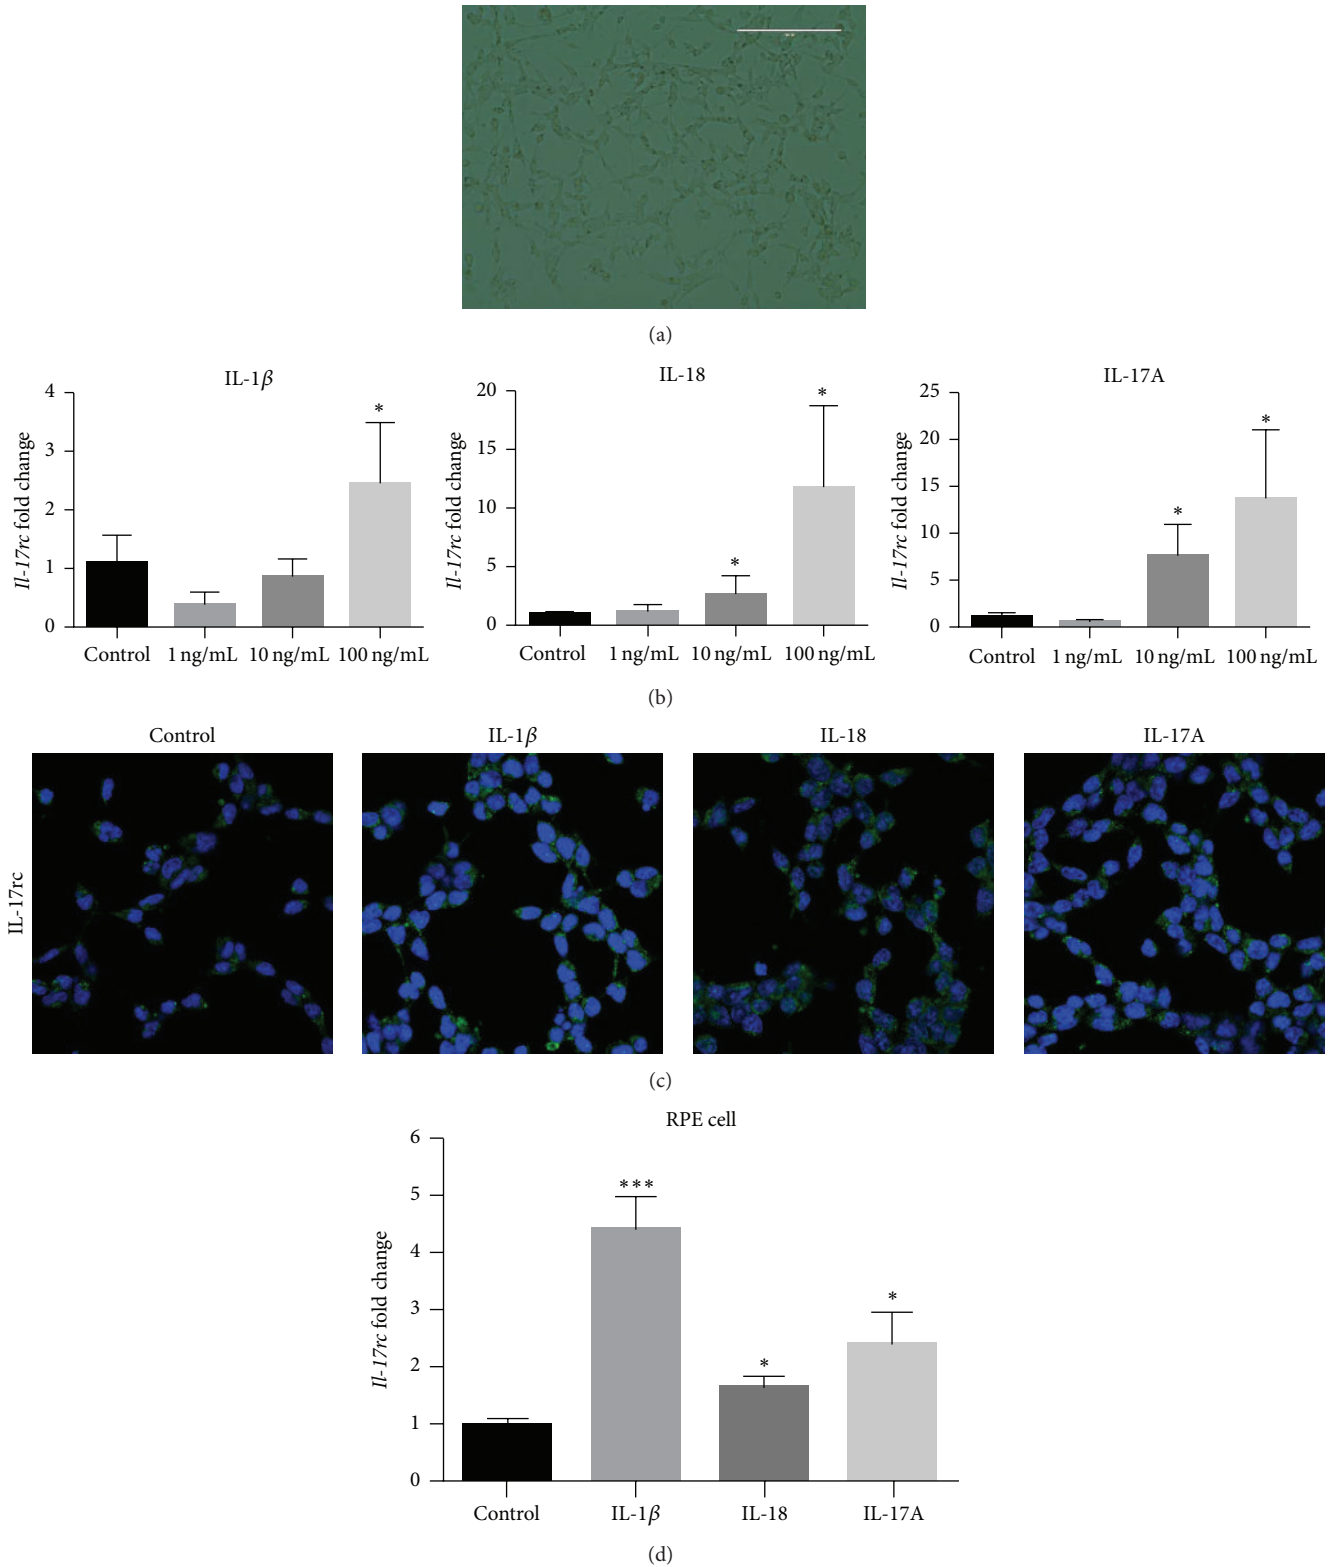 (a)
IL-1β
Il-17rc fold change
4
3
2
1
0
Control
1 ng/mL
10 ng/mL
100 ng/mL
*
IL-18
Il-17rc fold change
20
15
10
5
0
Control
1 ng/mL
10 ng/mL
100 ng/mL
*
*
IL-17A
Il-17rc fold change
25
20
15
10
5
0
Control
1 ng/mL
10 ng/mL
100 ng/mL
*
*
(b)
Control
IL-1β
IL-18
IL-17A
IL-17rc
(c)
RPE cell
Il-17rc fold change
6
5
4
3
2
1
0
***
*
*
Control
IL-1β
IL-18
IL-17A
(d)